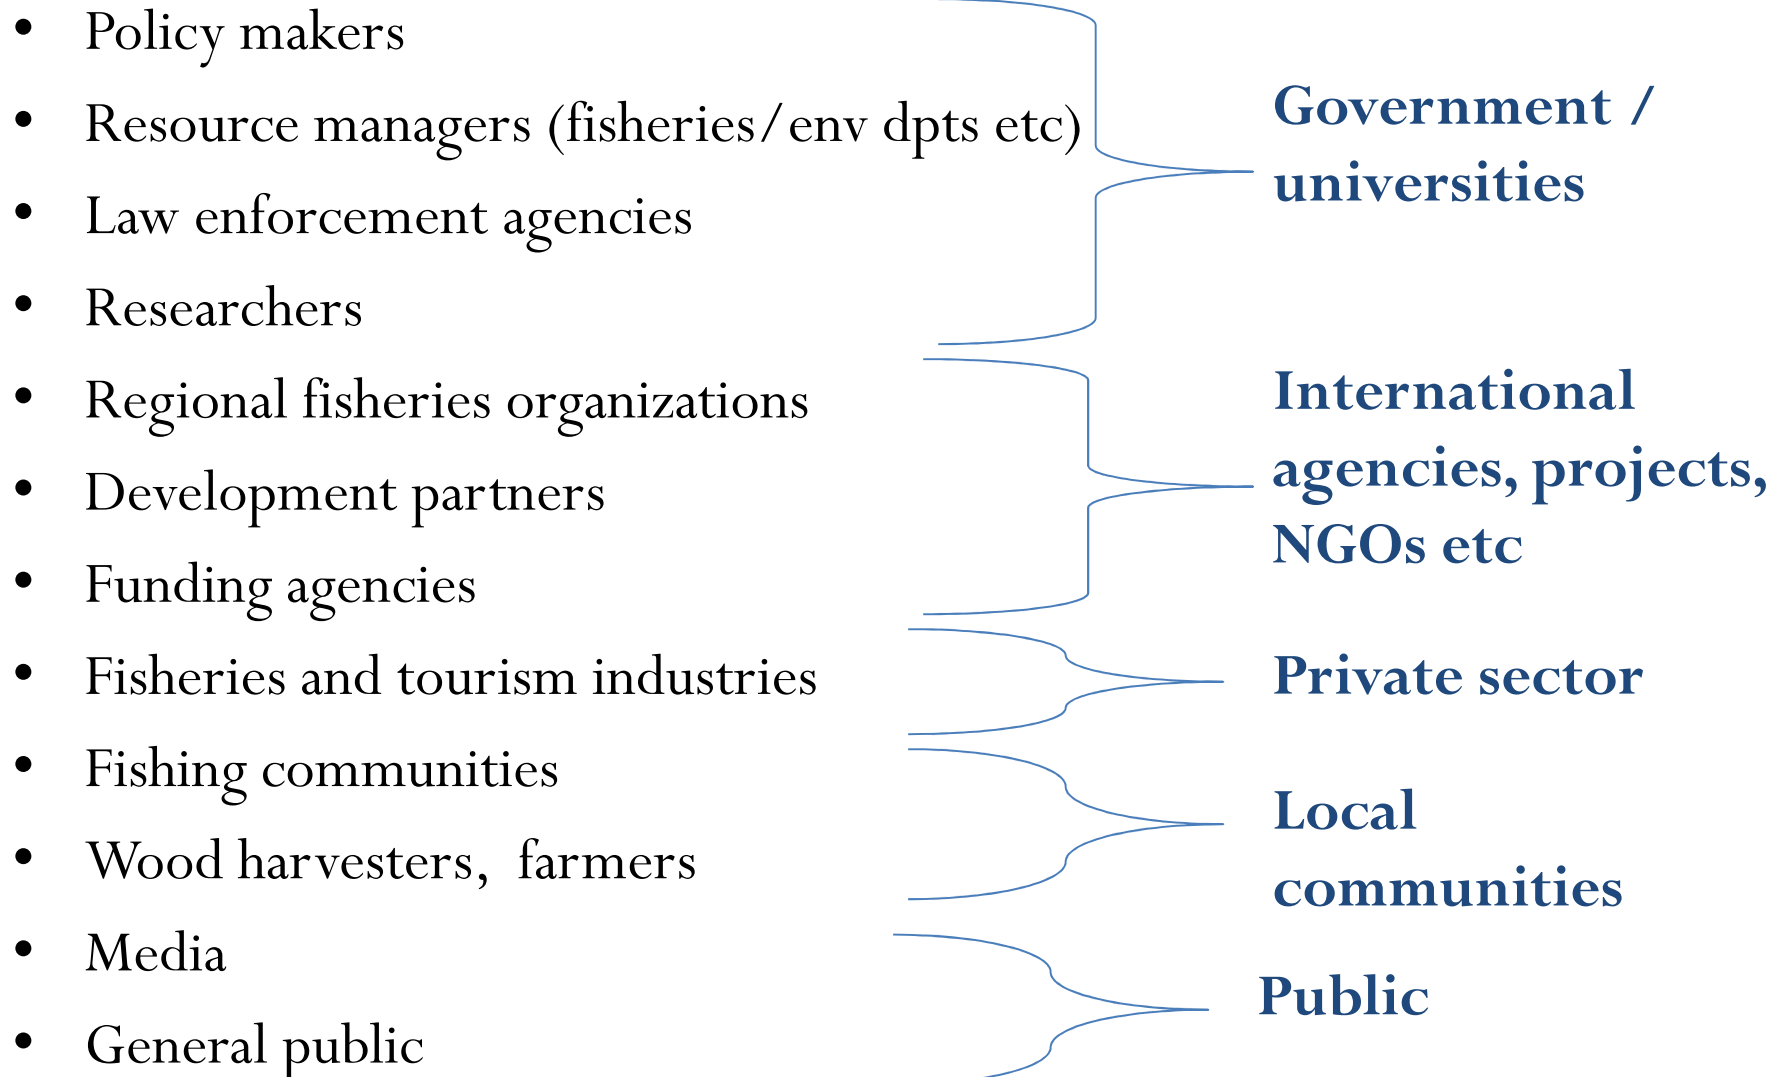 • Policy makers
• Resource managers (fisheries/env dpts etc)
• Law enforcement agencies
• Researchers
Government /
universities
• Regional fisheries organizations
• Development partners
• Funding agencies
International
agencies, projects,
NGOs etc
• Fisheries and tourism industries
Private sector
• Fishing communities
• Wood harvesters,  farmers
Local
communities
• Media
• General public
Public